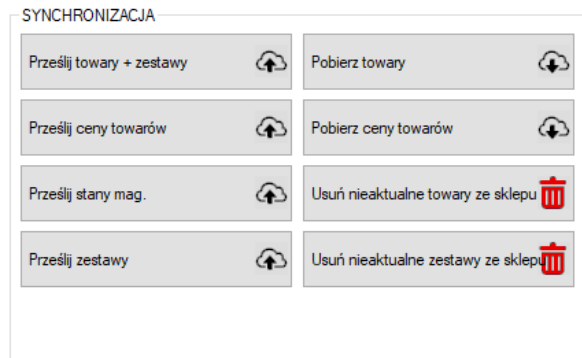 SYNCHRONIZACJA
Prześlij towary + zestawy
Pobierz towary
Prześlij ceny towarów
Pobierz ceny towarów
Prześlij stany mag.
Usuń nieaktualne towary ze sklepu
Prześlij zestawy
Usuń nieaktualne zestawy ze sklepu